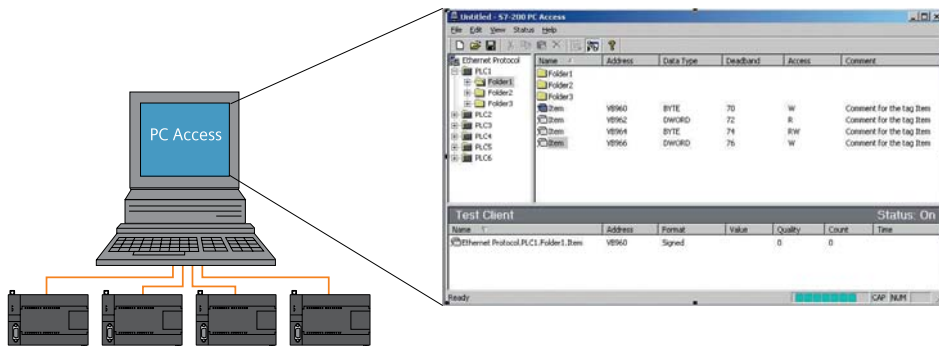 PC Access
Untitled - S7-200 PC Access
File Edit View Status Help
Ethernet Protocol
PLC1
Folder1
Folder2
Folder3
PLC2
PLC3
PLC4
PLC5
PLC6
Name Address Data Type Deadband Access Comment
Folder1
Folder2
Folder3
Item VB960 BYTE 70 W Comment for the tag Item
Item VB962 DWORD 72 R Comment for the tag Item
Item VB964 BYTE 74 RW Comment for the tag Item
Item VB966 DWORD 76 W Comment for the tag Item
Test Client Status: On
Name Address Format Value Quality Count Time
Ethernet Protocol.PLC1.Folder1.Item VB960 Signed 0 0
Ready CAP NUM